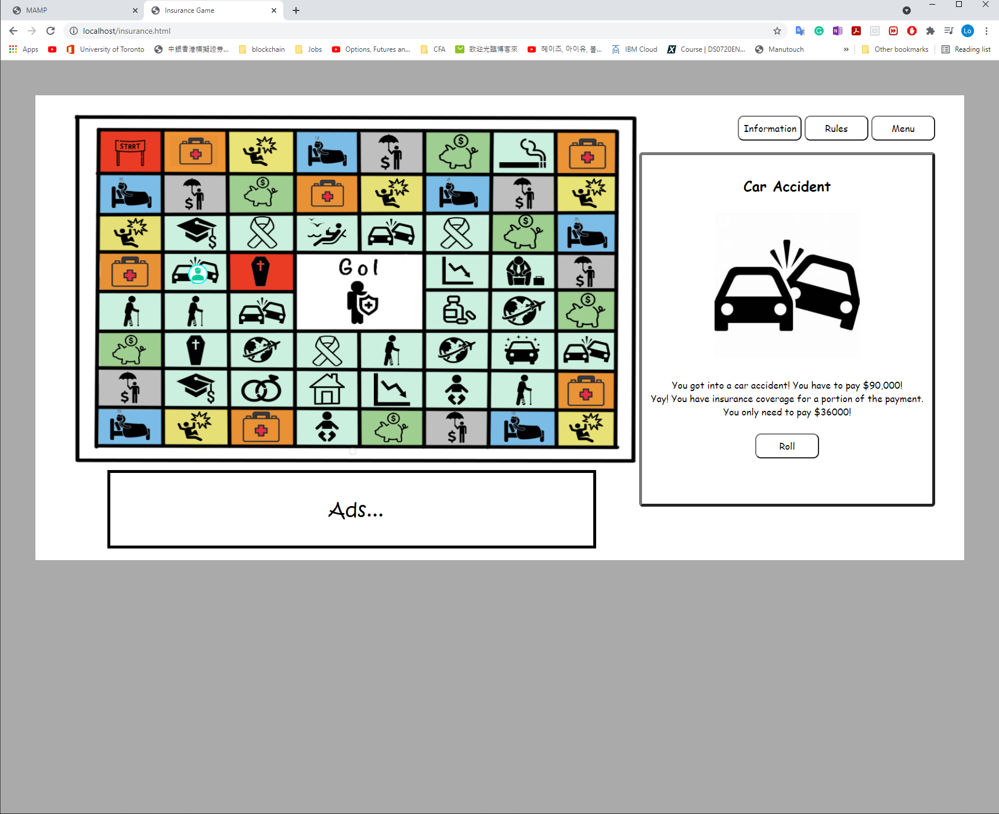 MAMP
Insurance Game
localhost/insurance.html
Lo
Apps
University of Toronto
中銀香港模擬證券...
blockchain
Jobs
Options, Futures an...
CFA
歡迎光臨博客來
헤이즈, 아이유, 볼...
IBM Cloud
Course | DS0720EN...
Manutouch
»
Other bookmarks
Reading list
Information
Rules
Menu
START
Go!
Car Accident
You got into a car accident! You have to pay $90,000!
Yay! You have insurance coverage for a portion of the payment.
You only need to pay $36000!
Roll
Ads...